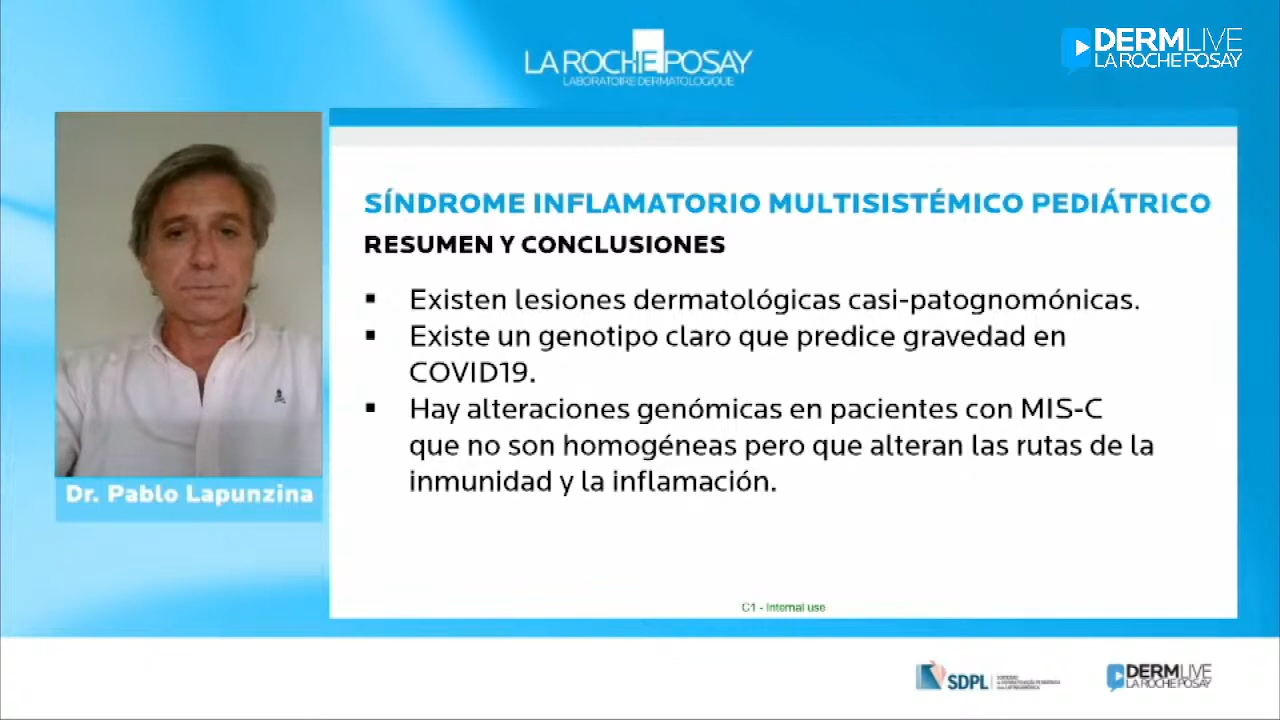 LA ROCHE POSAY
LABORATOIRE DERMATOLOGIQUE
DERMLIVE
LA ROCHE POSAY
SÍNDROME INFLAMATORIO MULTISISTÉMICO PEDIÁTRICO
RESUMEN Y CONCLUSIONES
▪ Existen lesiones dermatológicas casi-patognomónicas.
▪ Existe un genotipo claro que predice gravedad en
COVID19.
▪ Hay alteraciones genómicas en pacientes con MIS-C
que no son homogéneas pero que alteran las rutas de la
inmunidad y la inflamación.
Dr. Pablo Lapunzina
C1 - Internal use
SDPL
DERMLIVE
LA ROCHE POSAY